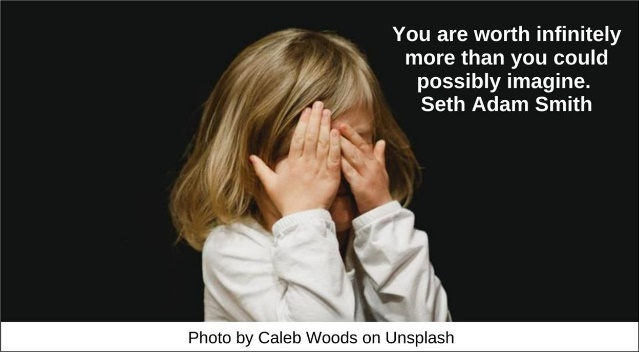 You are worth infinitely
more than you could
possibly imagine.
Seth Adam Smith
Photo by Caleb Woods on Unsplash